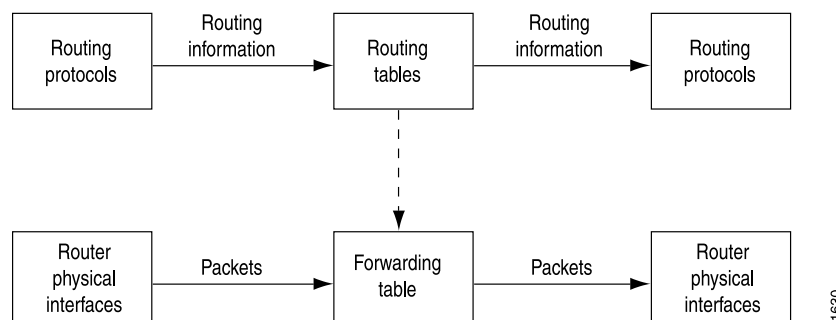 Routing
protocols
Routing
information
Routing
tables
Routing
information
Routing
protocols
Router
physical
interfaces
Packets
Forwarding
table
Packets
Router
physical
interfaces